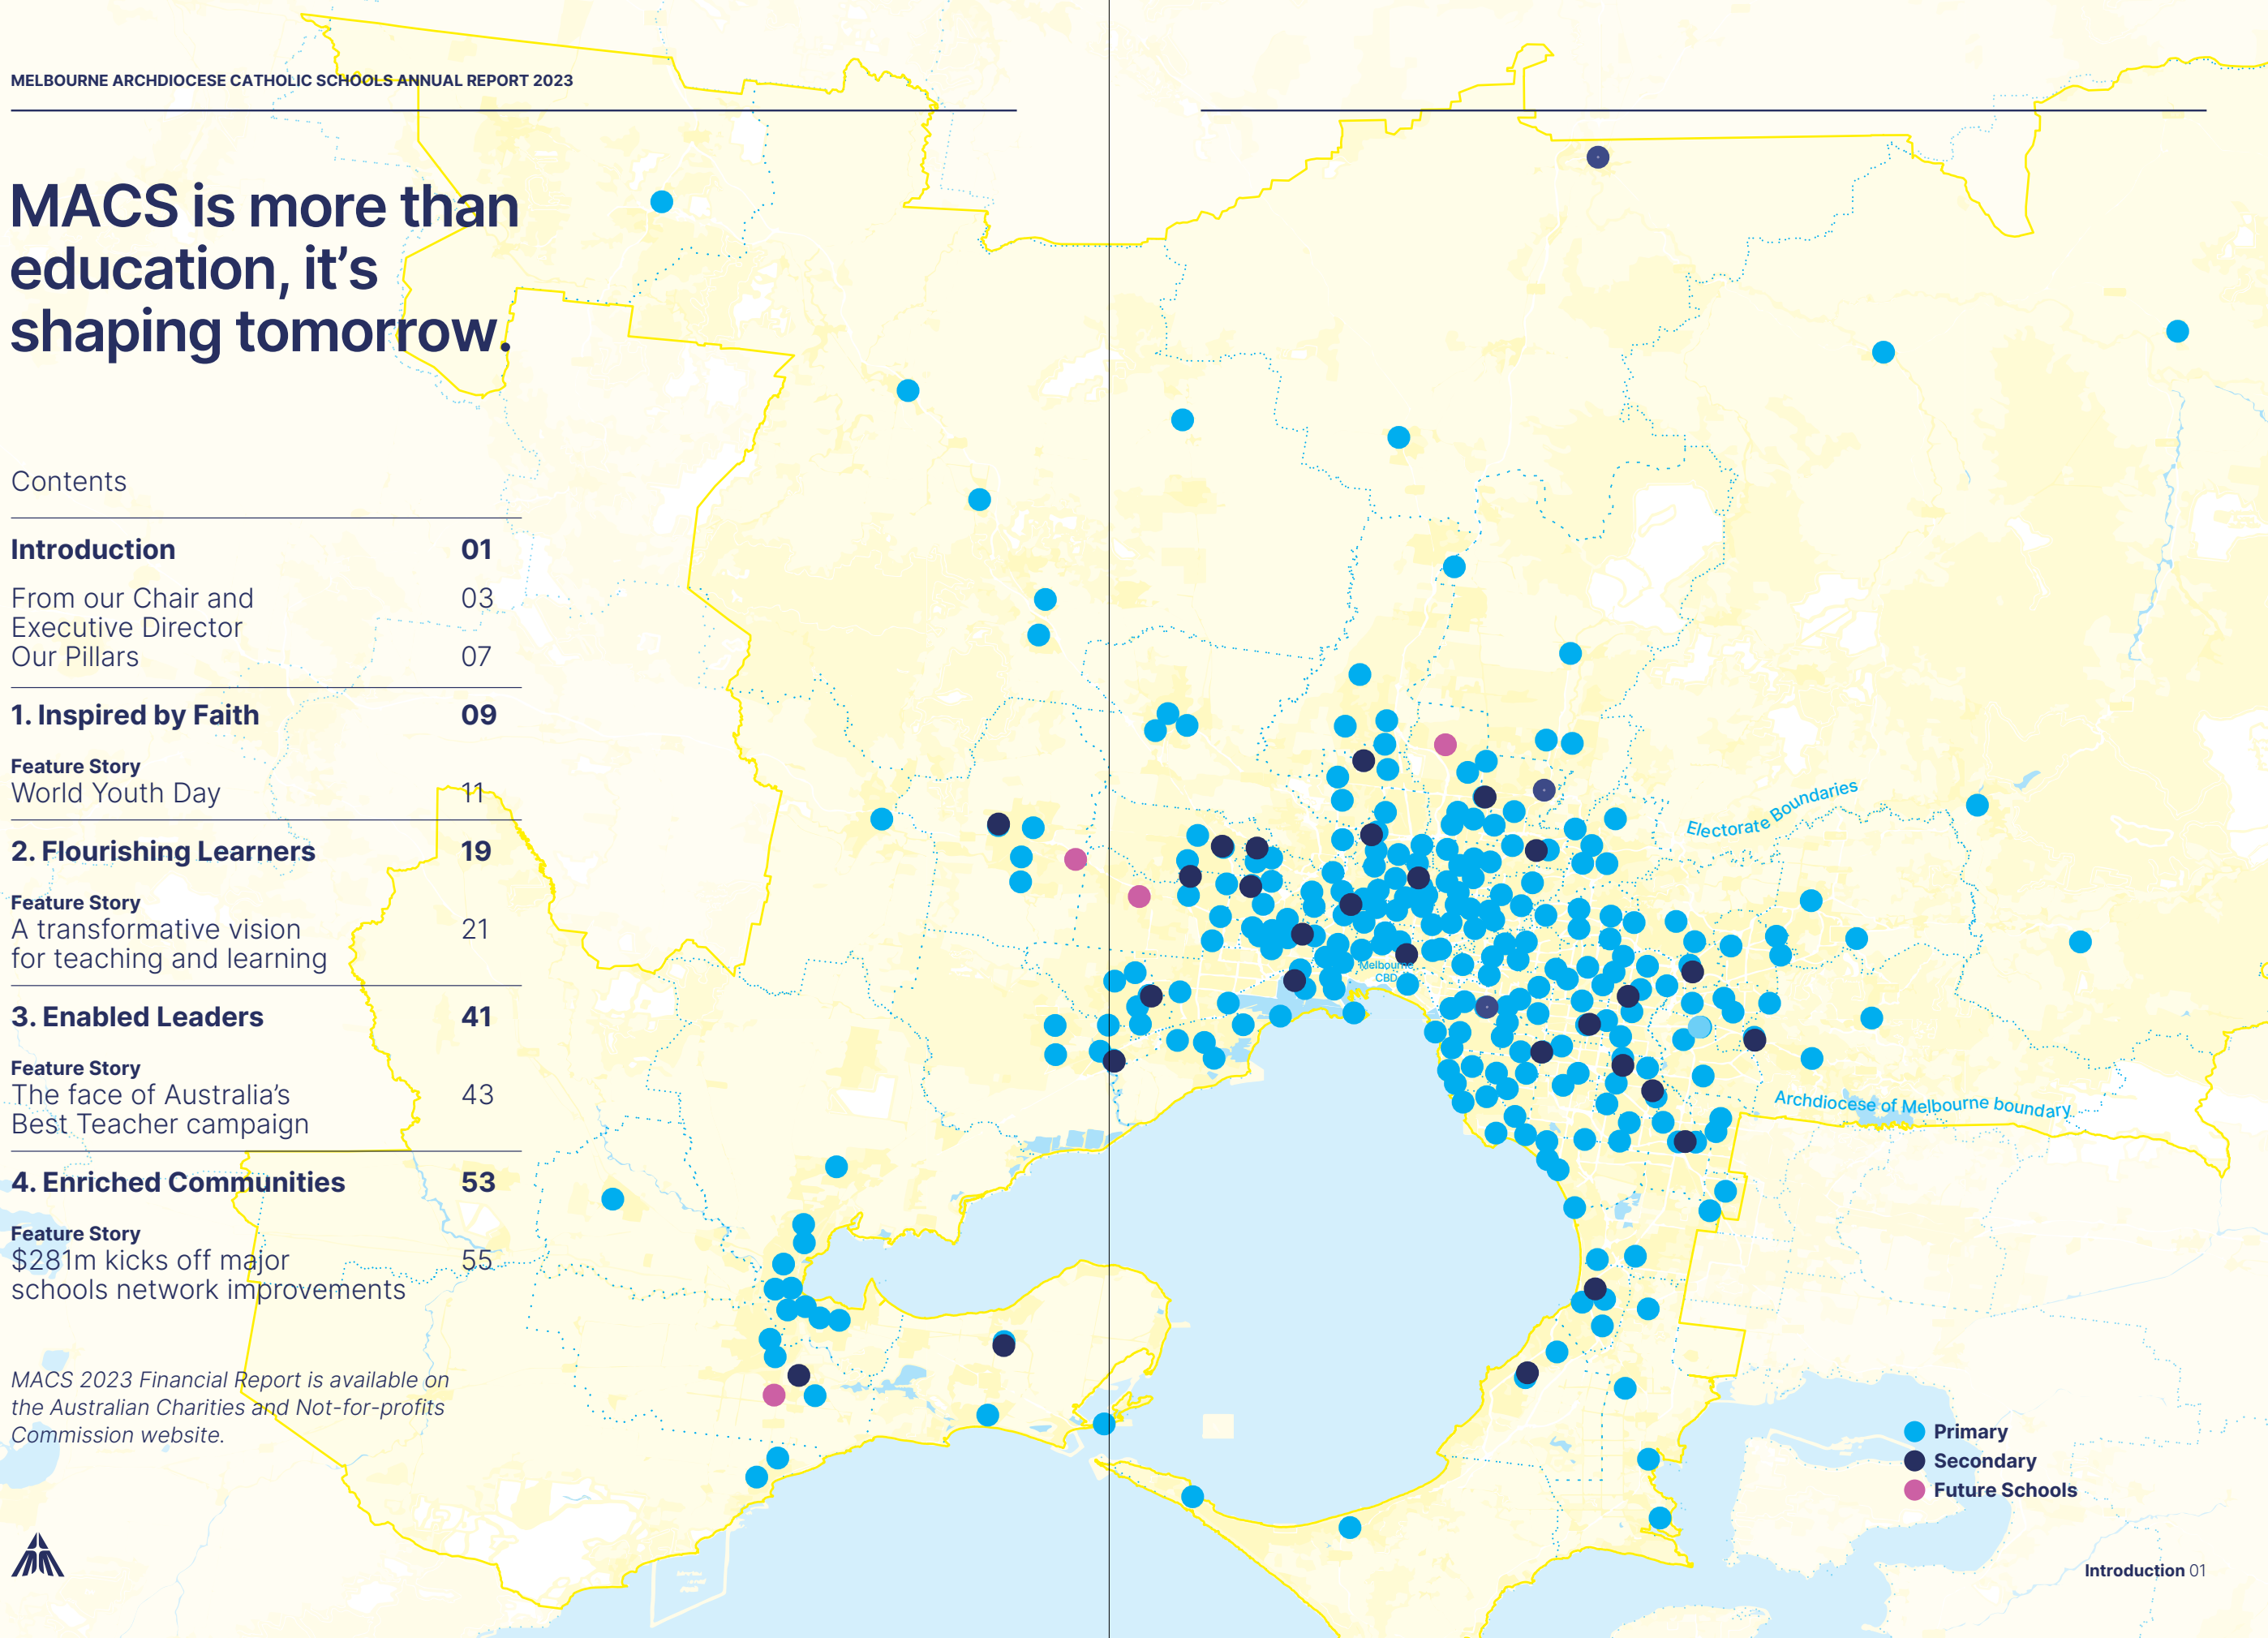 MELBOURNE ARCHDIOCESE CATHOLIC SCHOOLS ANNUAL REPORT 2023
MACS is more than
education, it’s
shaping tomorrow.
Contents
Introduction 01
From our Chair and 03
Executive Director
Our Pillars 07
1. Inspired by Faith 09
Feature Story
World Youth Day 11
2. Flourishing Learners 19
Feature Story
A transformative vision 21
for teaching and learning
3. Enabled Leaders 41
Feature Story
The face of Australia’s 43
Best Teacher campaign
4. Enriched Communities 53
Feature Story
$281m kicks off major 55
schools network improvements
MACS 2023 Financial Report is available on
the Australian Charities and Not-for-profits
Commission website.
Electorate Boundaries
Melbourne
CBD
Archdiocese of Melbourne boundary
Primary
Secondary
Future Schools
Introduction 01